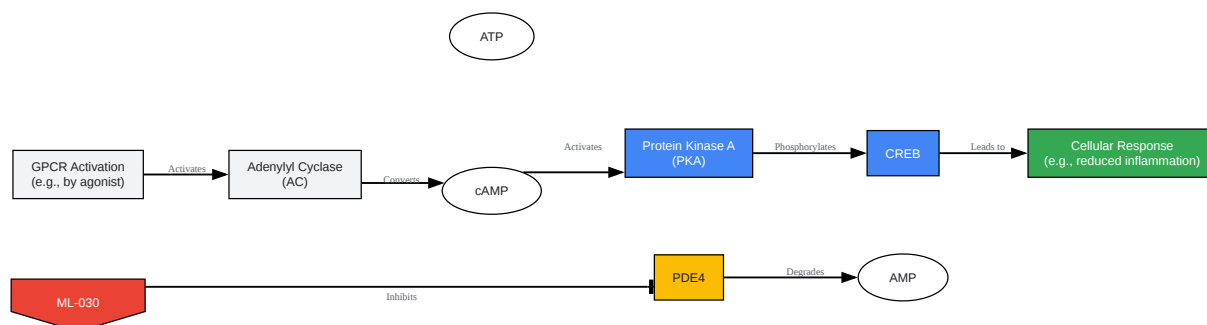 ATP
GPCR Activation
(e.g., by agonist)
Activates
Adenylyl Cyclase
(AC)
Converts
cAMP
Activates
Protein Kinase A
(PKA)
Phosphorylates
CREB
Leads to
Cellular Response
(e.g., reduced inflammation)
ML-030
Inhibits
PDE4
Degrades
AMP